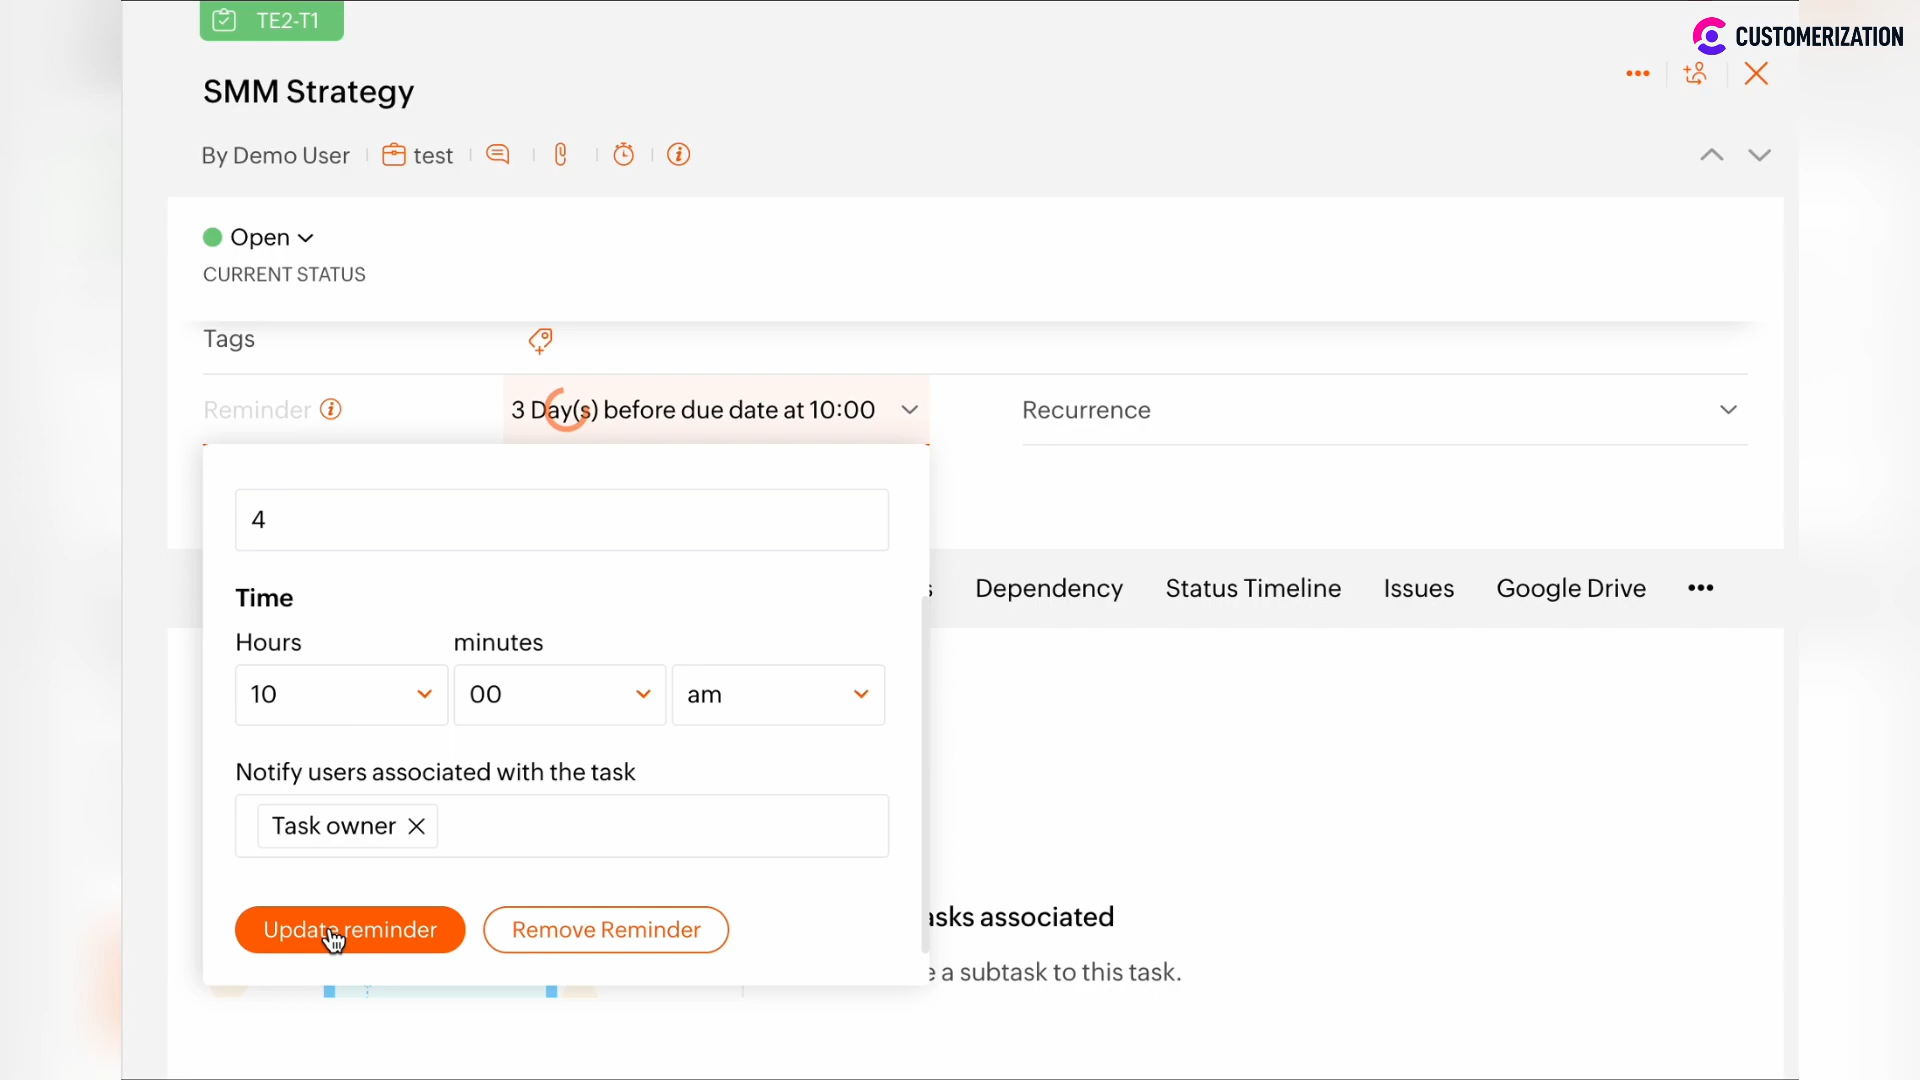 TE2-T1
CUSTOMERIZATION
SMM Strategy
By Demo User
test
Open
CURRENT STATUS
Tags
Reminder
3 Day(s) before due date at 10:00
Recurrence
4
Dependency
Status Timeline
Issues
Google Drive
Time
Hours
minutes
10
00
am
Notify users associated with the task
Task owner
Update reminder
Remove Reminder
associated
a subtask to this task.